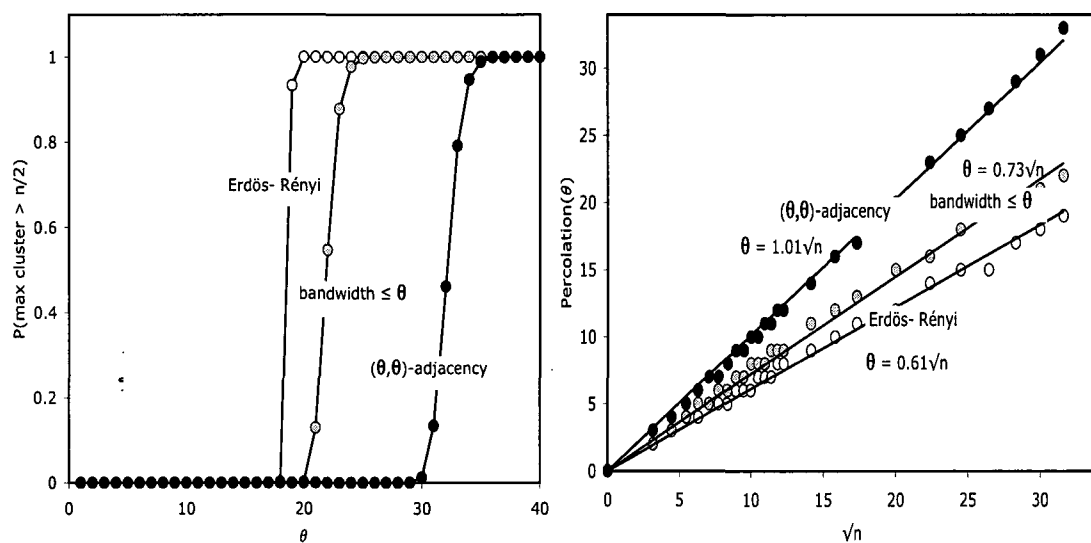 P(max cluster > n/2)
1
0.8
0.6
0.4
0.2
0
0
20
30
40
θ
Erdös- Rényi
bandwidth ≤ θ
(θ,θ)-adjacency
Percolation(θ)
30
25
20
15
10
5
0
0
5
10
15
20
25
30
√n
θ = 0.73√n
bandwidth ≤ θ
(θ,θ)-adjacency
θ = 1.01√n
Erdös- Rényi
θ = 0.61√n